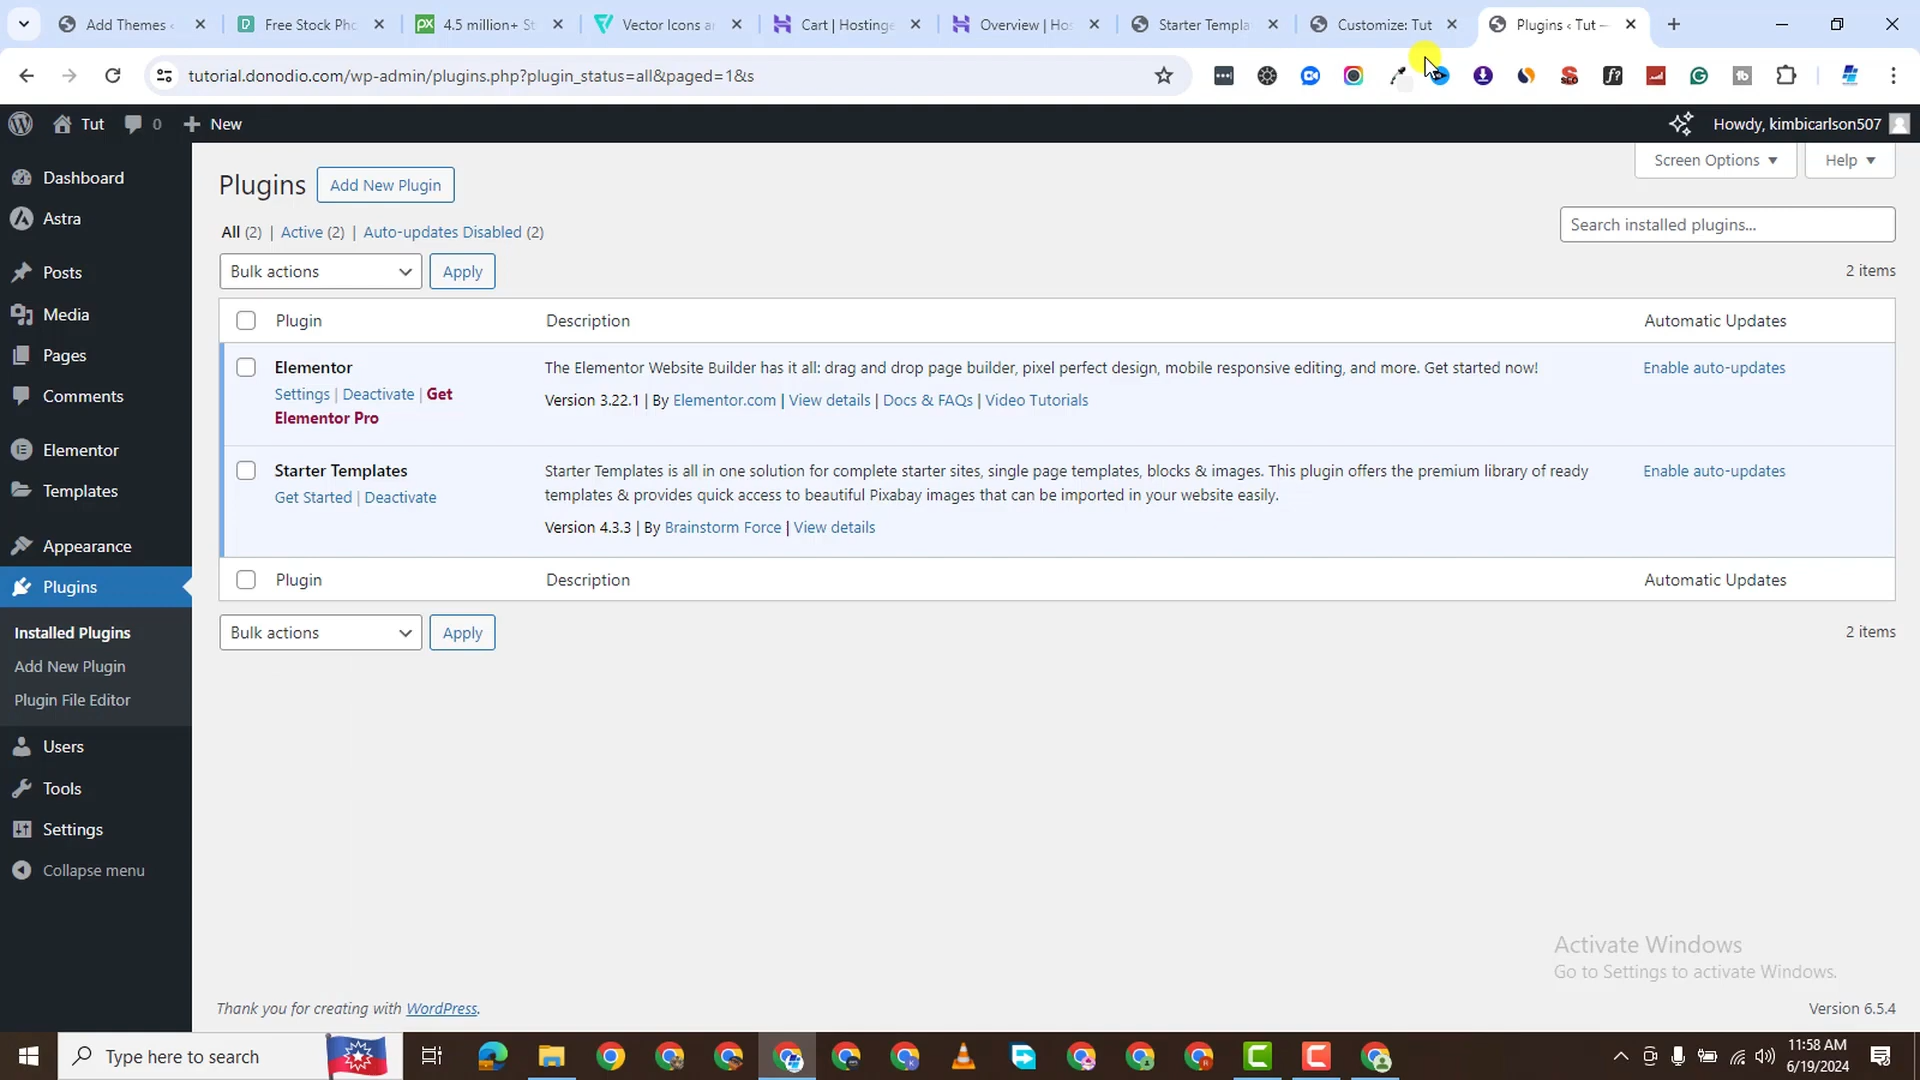 Add Themes ‹
Free Stock Pho
4.5 million+ St
Vector Icons a
Cart | Hostinge
Overview | Hos
Starter Templa
Customize: Tut
Plugins ‹ Tut —
tutorial.donodio.com/wp-admin/plugins.php?plugin_status=all&paged=1&s
Tut
0
New
Howdy, kimbicarlson507
Dashboard
Astra
Posts
Media
Pages
Comments
Elementor
Templates
Appearance
Plugins
Installed Plugins
Add New Plugin
Plugin File Editor
Users
Tools
Settings
Collapse menu
Screen Options
Help
Plugins
Add New Plugin
All (2) | Active (2) | Auto-updates Disabled (2)
Search installed plugins...
Bulk actions
Apply
2 items
Plugin
Description
Automatic Updates
Elementor
Settings | Deactivate | Get
Elementor Pro
The Elementor Website Builder has it all: drag and drop page builder, pixel perfect design, mobile responsive editing, and more. Get started now!
Version 3.22.1 | By Elementor.com | View details | Docs & FAQs | Video Tutorials
Enable auto-updates
Starter Templates
Get Started | Deactivate
Starter Templates is all in one solution for complete starter sites, single page templates, blocks & images. This plugin offers the premium library of ready
templates & provides quick access to beautiful Pixabay images that can be imported in your website easily.
Version 4.3.3 | By Brainstorm Force | View details
Enable auto-updates
Plugin
Description
Automatic Updates
Bulk actions
Apply
2 items
Activate Windows
Go to Settings to activate Windows.
Thank you for creating with WordPress.
Version 6.5.4
Type here to search
11:58 AM
6/19/2024